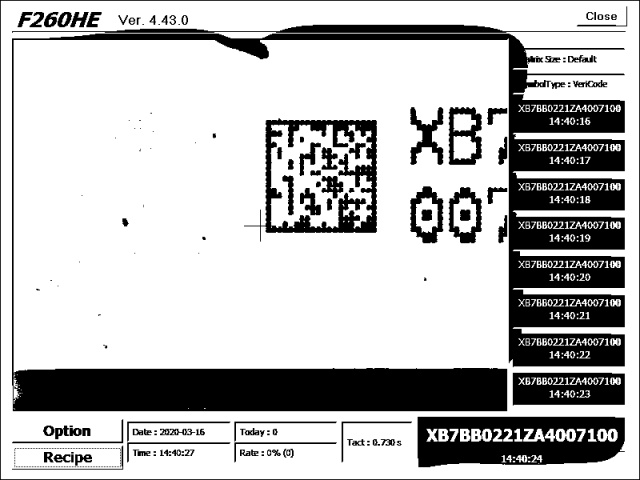 F260HE Ver. 4.43.0
Close
Matrix Size : Default
SymbolType : VeriCode
XB7BB0221ZA4007100
14:40:16
XB7BB0221ZA4007100
14:40:17
XB7BB0221ZA4007100
14:40:18
XB7BB0221ZA4007100
14:40:19
XB7BB0221ZA4007100
14:40:20
XB7BB0221ZA4007100
14:40:21
XB7BB0221ZA4007100
14:40:22
XB7BB0221ZA4007100
14:40:23
XB7
007
Option
Recipe
Date : 2020-03-16
Time : 14:40:27
Today : 0
Rate : 0% (0)
Tact : 0.730 s
XB7BB0221ZA4007100
14:40:24